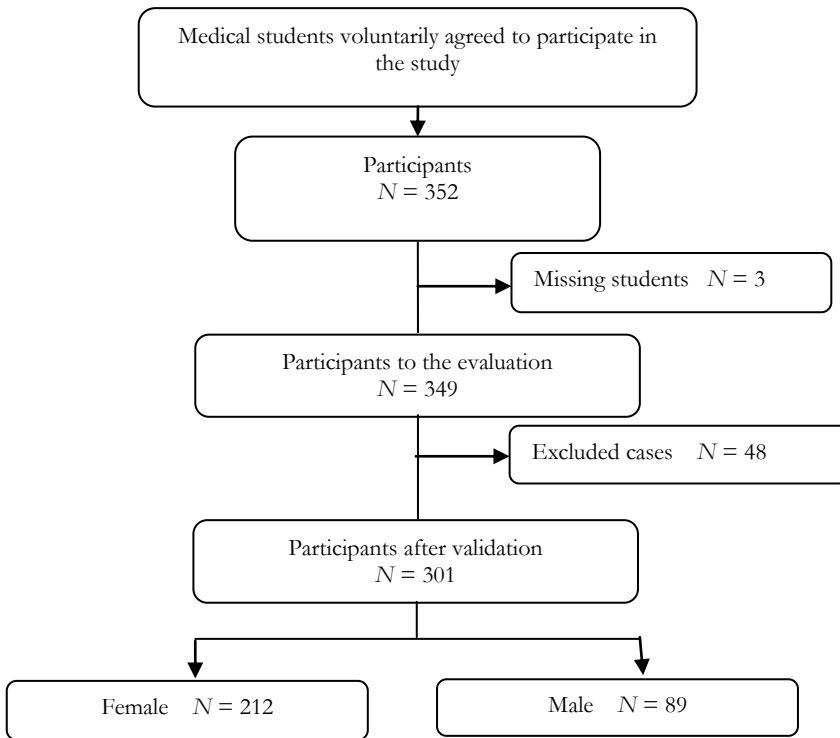 Medical students voluntarily agreed to participate in
the study
Participants
N = 352
Missing students N = 3
Participants to the evaluation
N = 349
Excluded cases N = 48
Participants after validation
N = 301
Female N = 212
Male N = 89